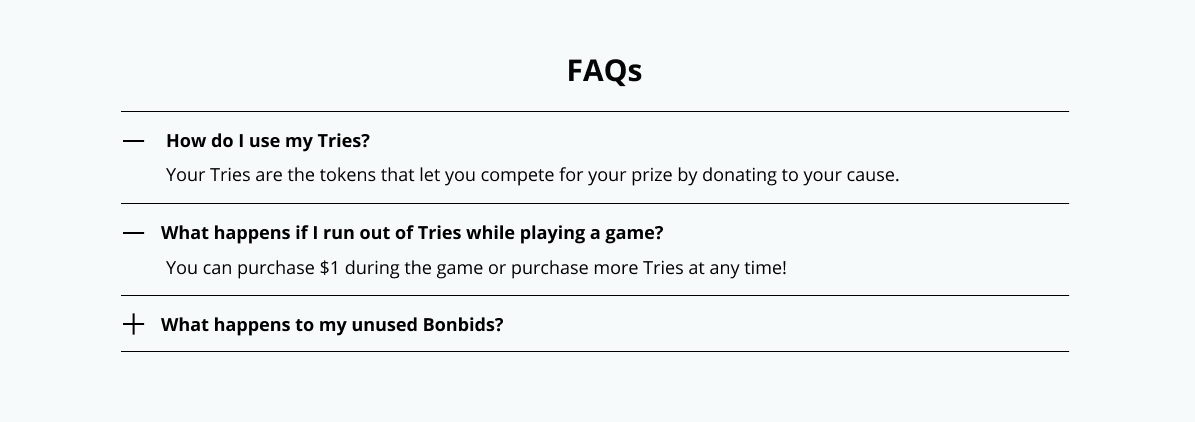 FAQs
How do I use my Tries?
Your Tries are the tokens that let you compete for your prize by donating to your cause.
What happens if I run out of Tries while playing a game?
You can purchase $1 during the game or purchase more Tries at any time!
What happens to my unused Bonbids?